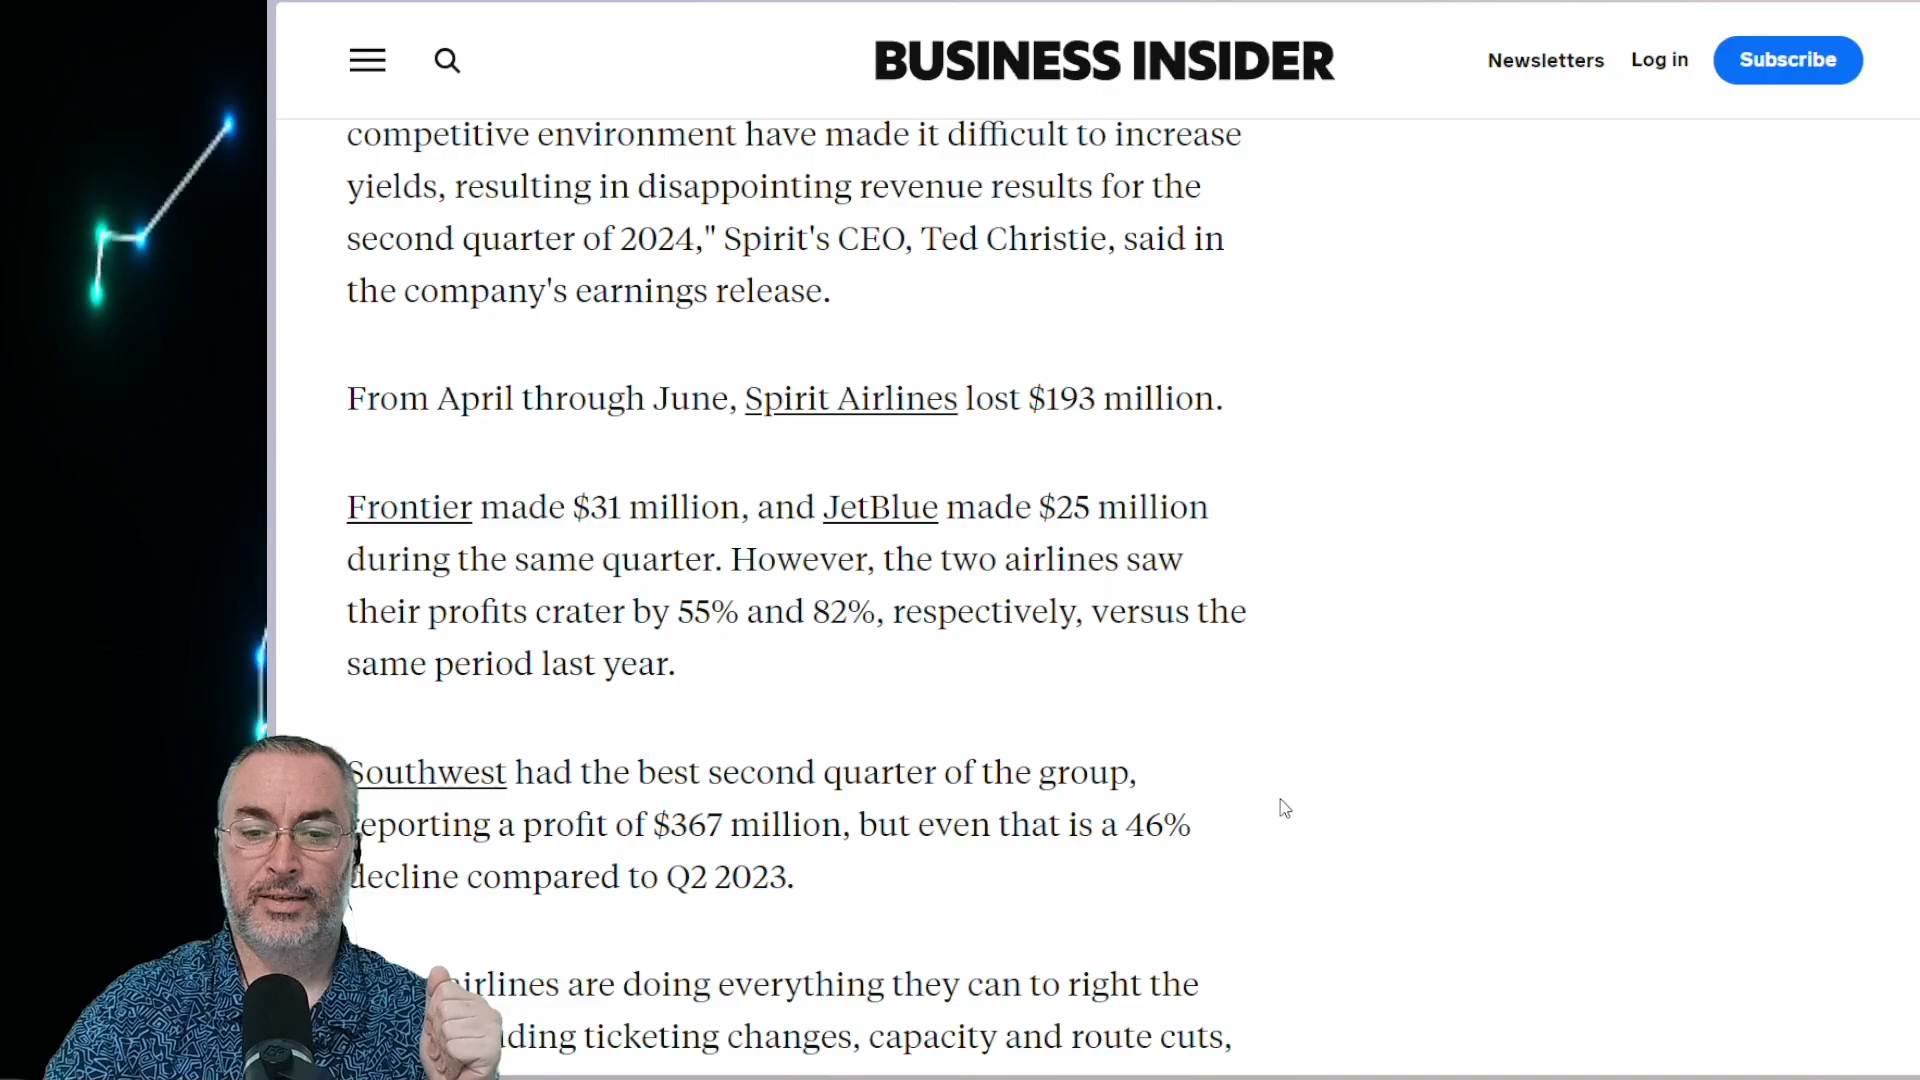 BUSINESS INSIDER
Newsletters Log in Subscribe
competitive environment have made it difficult to increase
yields, resulting in disappointing revenue results for the
second quarter of 2024," Spirit's CEO, Ted Christie, said in
the company's earnings release.
From April through June, Spirit Airlines lost $193 million.
Frontier made $31 million, and JetBlue made $25 million
during the same quarter. However, the two airlines saw
their profits crater by 55% and 82%, respectively, versus the
same period last year.
Southwest had the best second quarter of the group,
reporting a profit of $367 million, but even that is a 46%
decline compared to Q2 2023.
airlines are doing everything they can to right the
ticketing changes, capacity and route cuts,